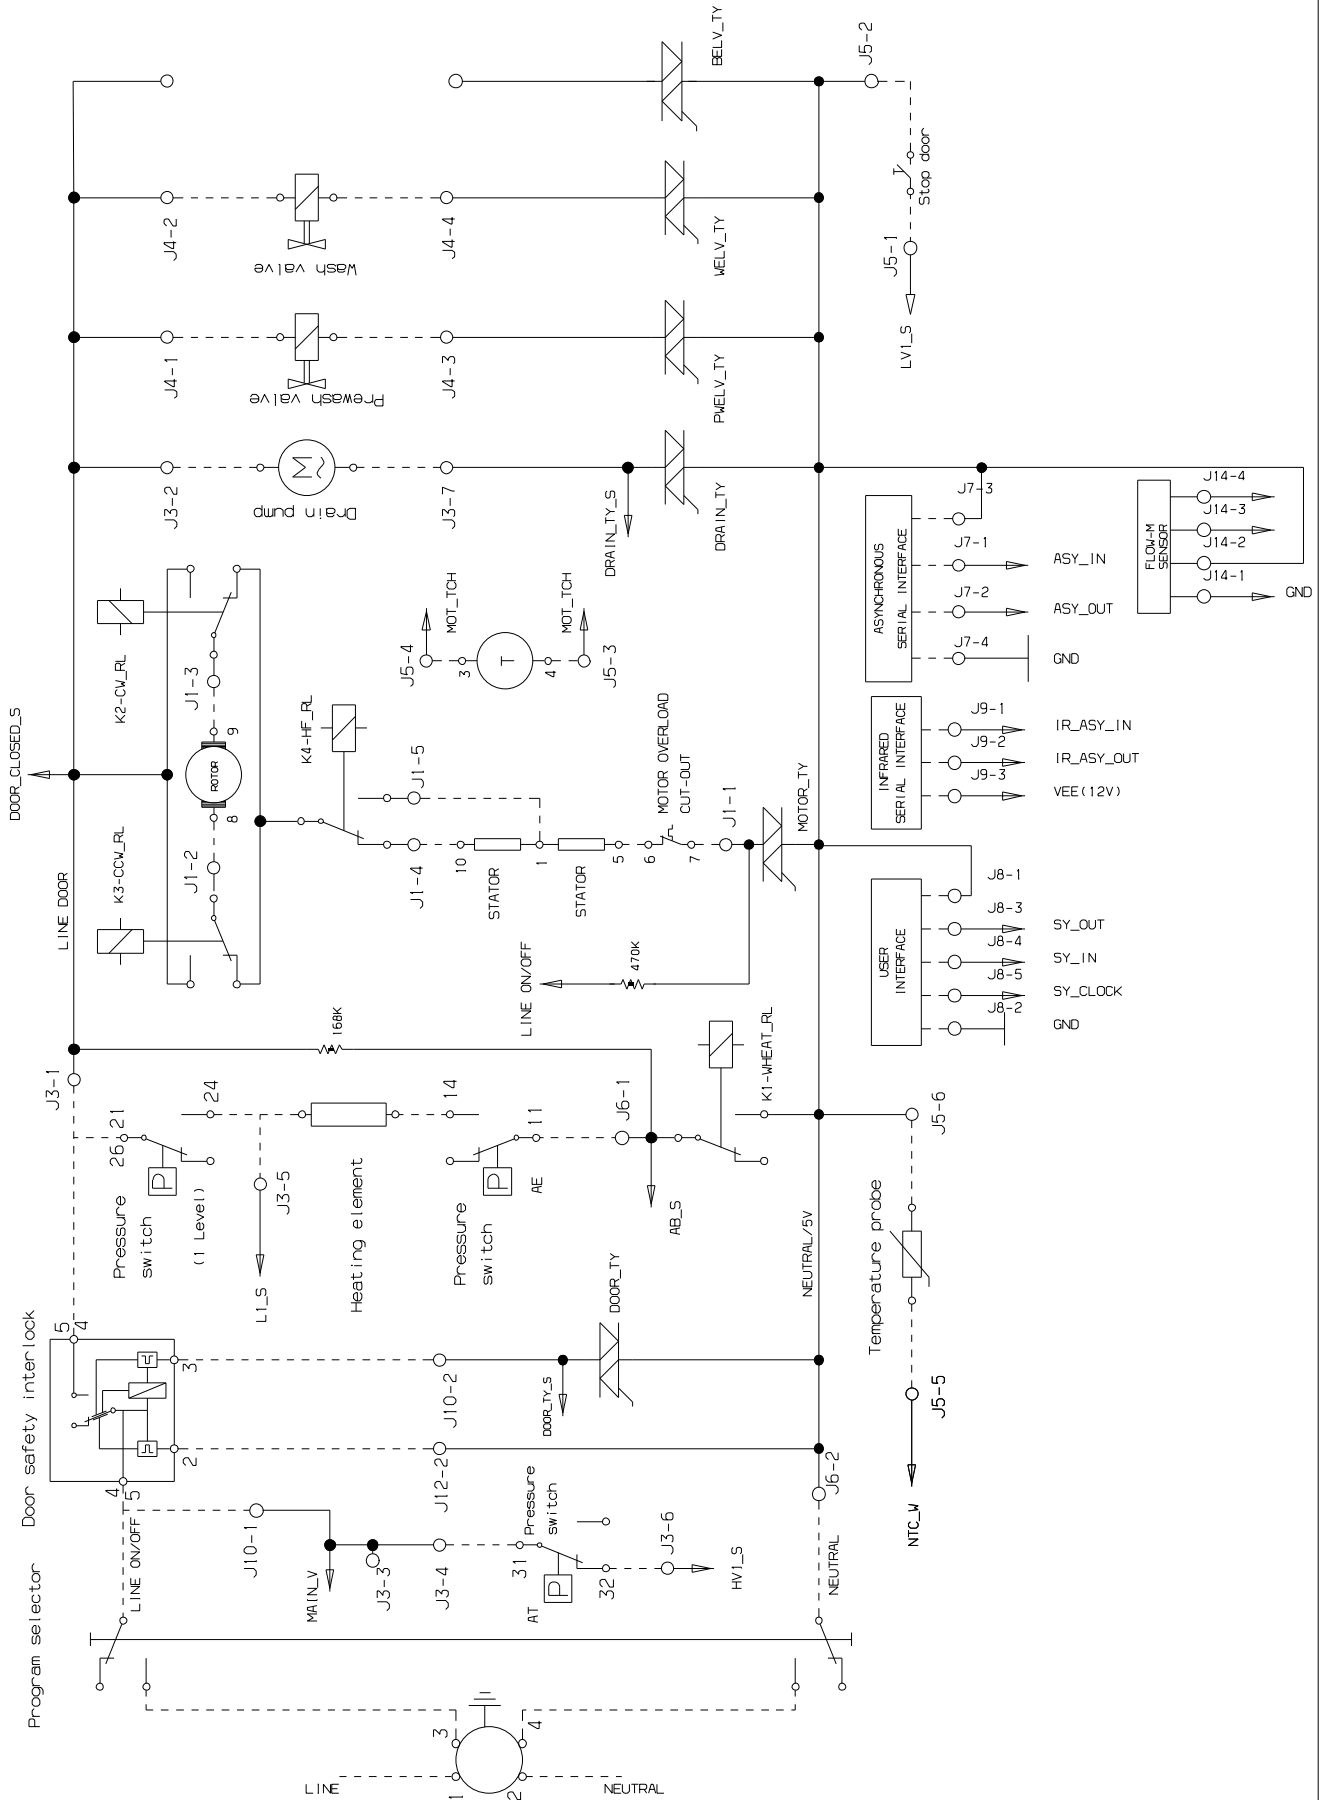 Program selector
Door safety interlock
LINE
NEUTRAL
1
2
3
4
LINE ON/OFF
4
5
5
4
2
3
J10-1
MAIN_V
J3-3
J3-4
31
AT
Pressure
switch
32
J3-6
HV1_S
NEUTRAL
J6-2
J12-2
J10-2
DOOR_TY_S
DOOR_TY
NEUTRAL/5V
J3-1
26
21
Pressure
switch
(1 Level)
24
L1_S
J3-5
Heating element
14
Pressure
switch
11
AE
J6-1
AB_S
K1-WHEAT_RL
168K
Temperature probe
J5-6
J5-5
NTC_W
LINE DOOR
DOOR_CLOSED_S
K3-CCW_RL
K2-CW_RL
J1-2
8
ROTOR
9
J1-3
K4-HF_RL
J1-4
J1-5
10
STATOR
1
STATOR
5
6
7
MOTOR OVERLOAD
CUT-OUT
J1-1
MOTOR_TY
LINE ON/OFF
470K
J5-4
MOT_TCH
3
T
4
MOT_TCH
J5-3
J3-2
M
Drain pump
J3-7
DRAIN_TY_S
DRAIN_TY
J4-1
Prewash valve
J4-3
PWELV_TY
J4-2
Wash valve
J4-4
WELV_TY
BELV_TY
J5-2
Stop door
J5-1
LV1_S
USER
INTERFACE
J8-1
J8-3
SY_OUT
J8-4
SY_IN
J8-5
SY_CLOCK
J8-2
GND
INFRARED
SERIAL INTERFACE
J9-1
IR_ASY_IN
J9-2
IR_ASY_OUT
J9-3
VEE(12V)
ASYNCHRONOUS
SERIAL INTERFACE
J7-3
J7-1
ASY_IN
J7-2
ASY_OUT
J7-4
GND
FLOW-M
SENSOR
J14-4
J14-3
J14-2
J14-1
GND
P
P
P